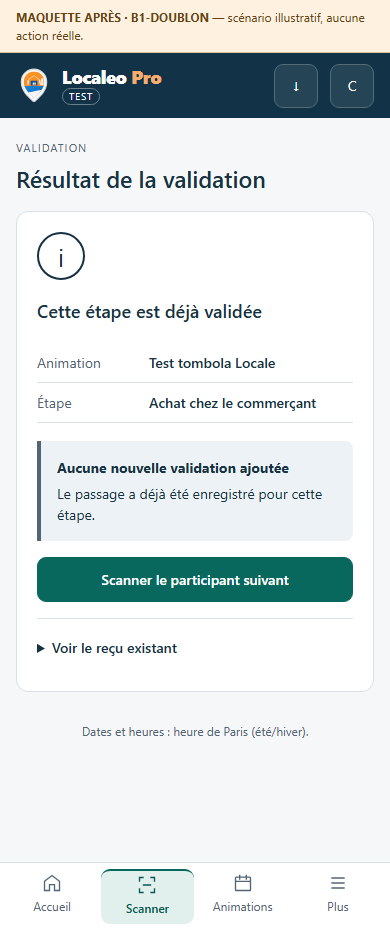 MAQUETTE APRÈS · B1-DOUBLON — scénario illustratif, aucune
action réelle.
Localeo Pro
TEST
↓
C
VALIDATION
Résultat de la validation
i
Cette étape est déjà validée
Animation Test tombola Locale
Étape Achat chez le commerçant
Aucune nouvelle validation ajoutée
Le passage a déjà été enregistré pour cette
étape.
Scanner le participant suivant
▶ Voir le reçu existant
Dates et heures : heure de Paris (été/hiver).
Accueil Scanner Animations Plus